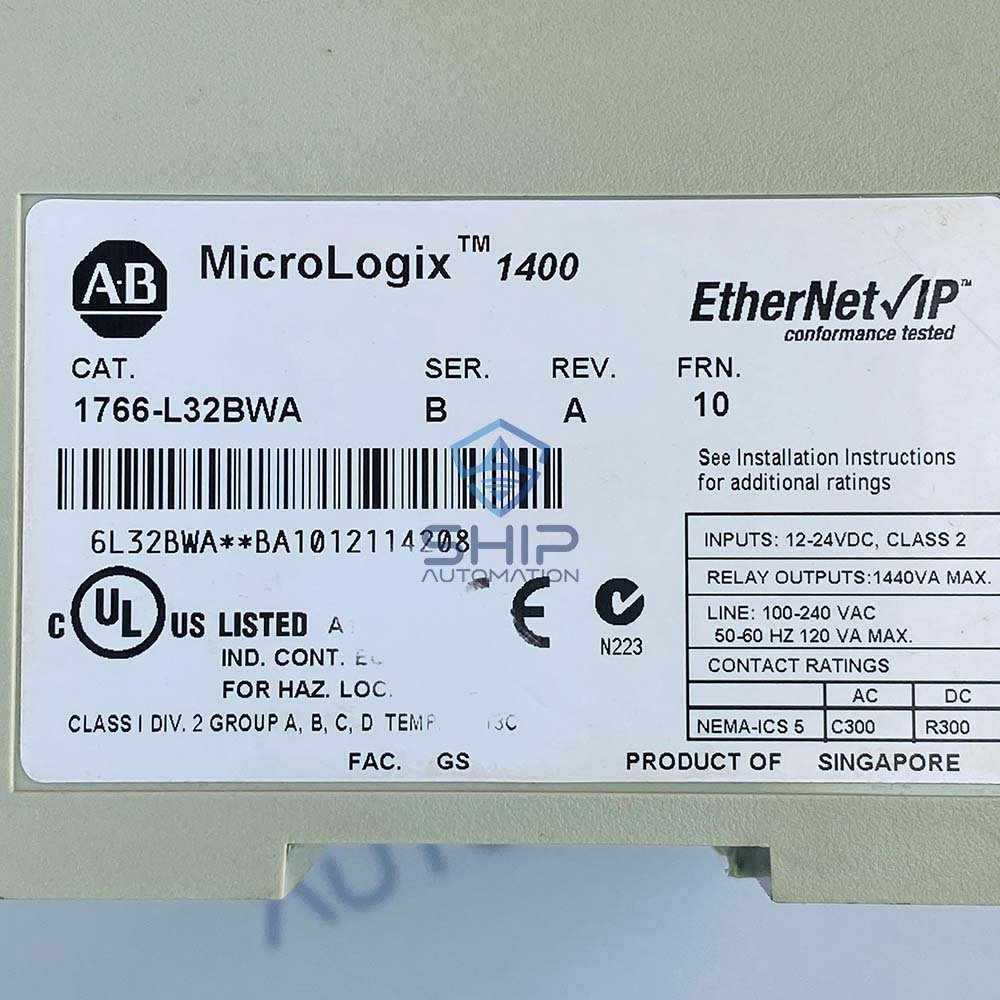 A-B
MicroLogix™ 1400
EtherNet/IP™
conformance tested
CAT. SER. REV. FRN.
1766-L32BWA B A 10
See Installation Instructions
for additional ratings
6L32BWA**BA1012114208
SHIP
AUTOMATION
INPUTS: 12-24VDC, CLASS 2
RELAY OUTPUTS:1440VA MAX.
LINE: 100-240 VAC
50-60 HZ 120 VA MAX.
CONTACT RATINGS
AC DC
NEMA-ICS 5 C300 R300
C UL US LISTED
CE
N223
IND. CONT.
FOR HAZ. LOC.
CLASS I DIV. 2 GROUP A, B, C, D TEMP.
FAC. GS PRODUCT OF SINGAPORE